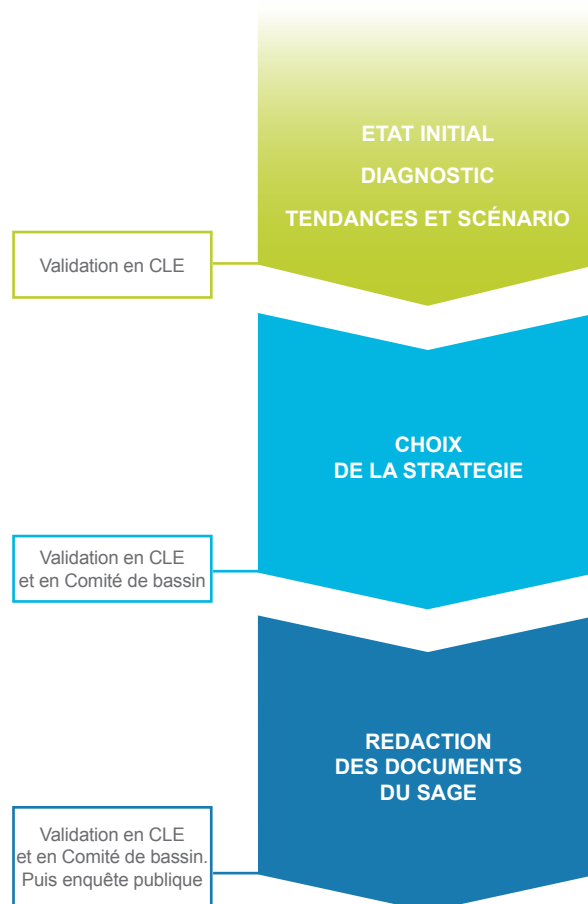 ETAT INITIAL
DIAGNOSTIC
TENDANCES ET SCÉNARIO
Validation en CLE
CHOIX
DE LA STRATEGIE
Validation en CLE
et en Comité de bassin
REDACTION
DES DOCUMENTS
DU SAGE
Validation en CLE
et en Comité de bassin.
Puis enquête publique